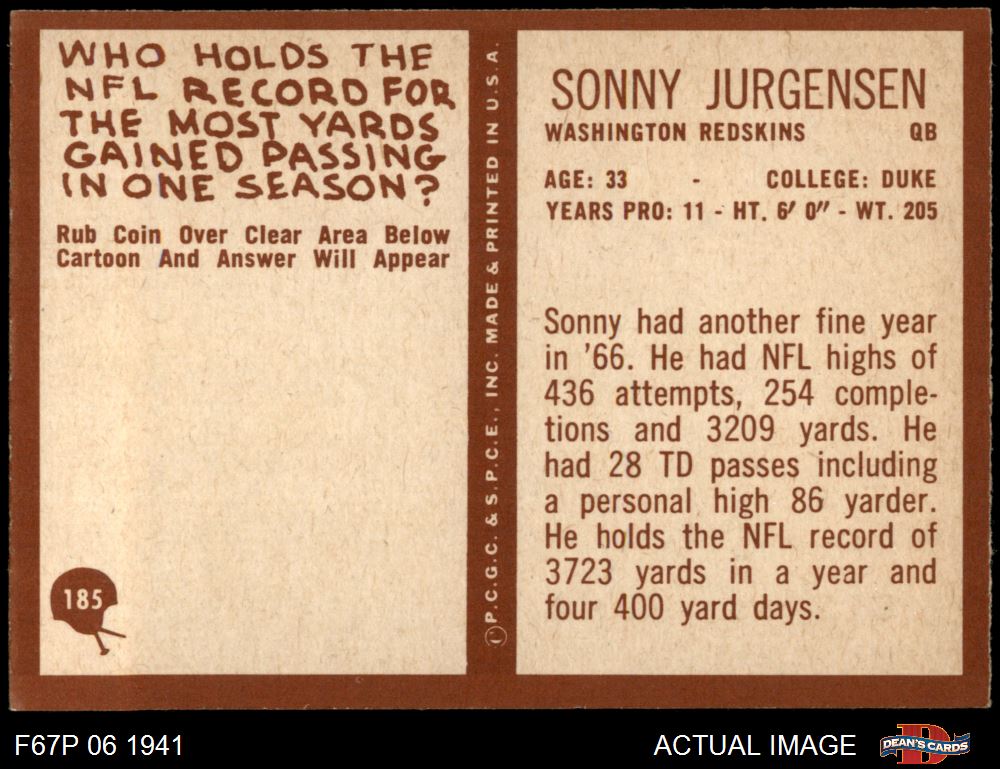 WHO HOLDS THE
NFL RECORD FOR
THE MOST YARDS
GAINED PASSING
IN ONE SEASON?
Rub Coin Over Clear Area Below
Cartoon And Answer Will Appear
185
© P.C.G.C. & S.P.C.E., INC. MADE & PRINTED IN U.S.A.
SONNY JURGENSEN
WASHINGTON REDSKINS QB
AGE: 33 - COLLEGE: DUKE
YEARS PRO: 11 - HT. 6' 0" - WT. 205
Sonny had another fine year
in '66. He had NFL highs of
436 attempts, 254 comple-
tions and 3209 yards. He
had 28 TD passes including
a personal high 86 yarder.
He holds the NFL record of
3723 yards in a year and
four 400 yard days.
F67P 06 1941
ACTUAL IMAGE
DEAN'S CARDS